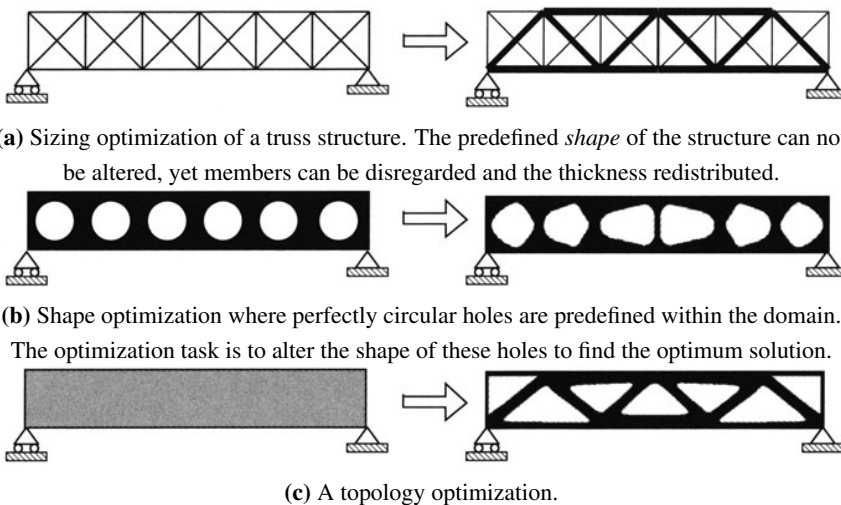 (a) Sizing optimization of a truss structure. The predefined shape of the structure can no
be altered, yet members can be disregarded and the thickness redistributed.
(b) Shape optimization where perfectly circular holes are predefined within the domain.
The optimization task is to alter the shape of these holes to find the optimum solution.
(c) A topology optimization.